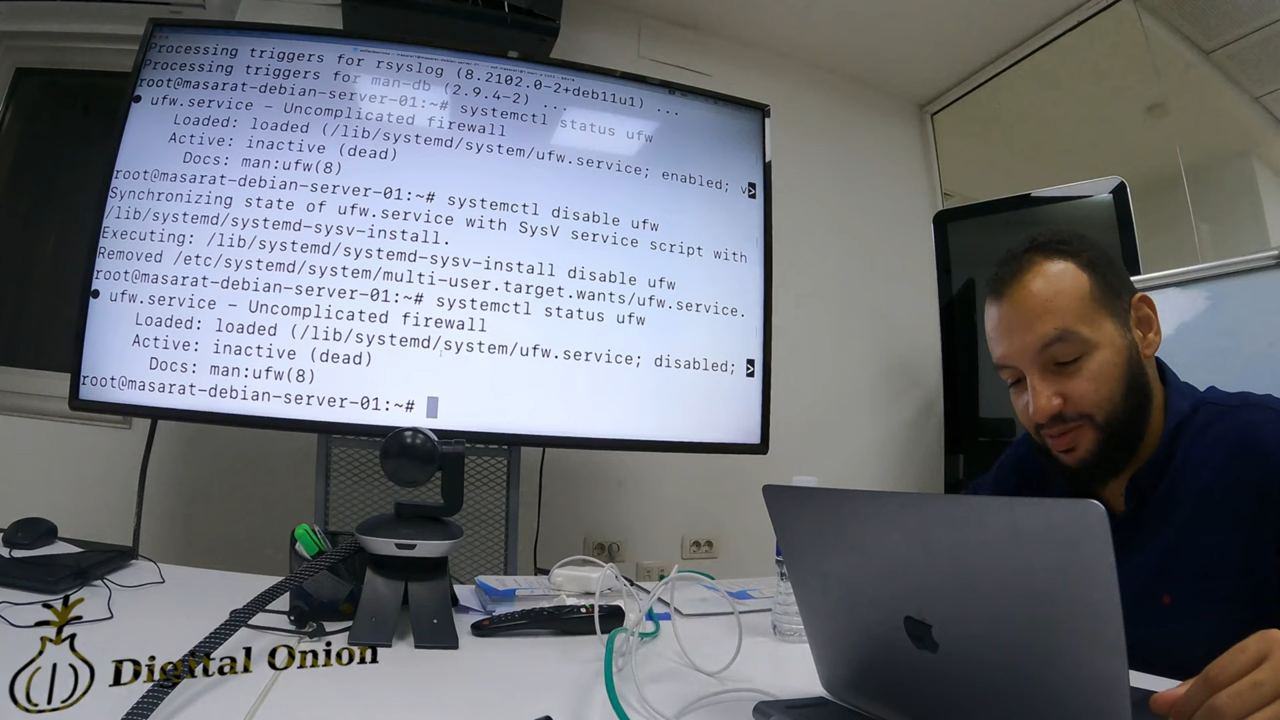 Processing triggers for rsyslog (8.2102.0-2+deb11u1) ...
Processing triggers for man-db (2.9.4-2) ...
root@masarat-debian-server-01:~# systemctl status ufw
● ufw.service - Uncomplicated firewall
Loaded: loaded (/lib/systemd/system/ufw.service; enabled; v>
Active: inactive (dead)
Docs: man:ufw(8)
root@masarat-debian-server-01:~# systemctl disable ufw
Synchronizing state of ufw.service with SysV service script with
/lib/systemd/systemd-sysv-install.
Executing: /lib/systemd/systemd-sysv-install disable ufw
Removed /etc/systemd/system/multi-user.target.wants/ufw.service.
root@masarat-debian-server-01:~# systemctl status ufw
● ufw.service - Uncomplicated firewall
Loaded: loaded (/lib/systemd/system/ufw.service; disabled; >
Active: inactive (dead)
Docs: man:ufw(8)
root@masarat-debian-server-01:~#
Digital Onion